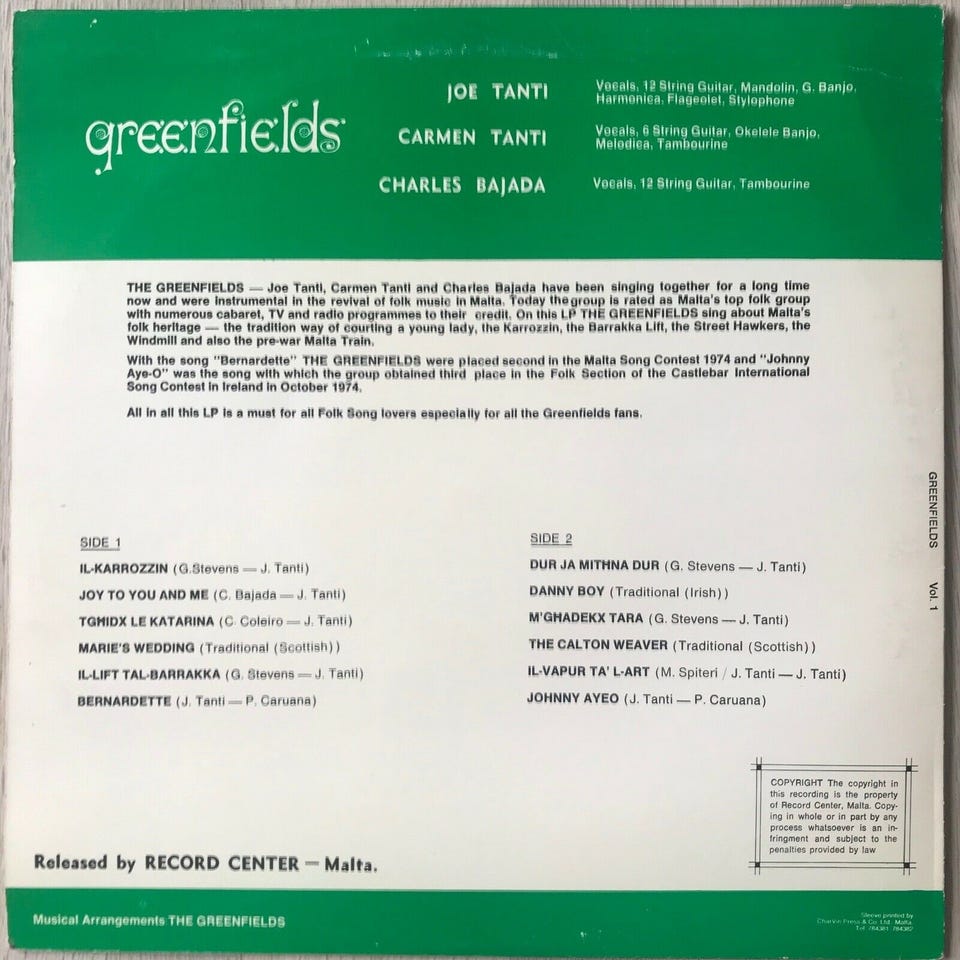 greenfields
JOE TANTI
Vocals, 12 String Guitar, Mandolin, G. Banjo,
Harmonica, Flageolet, Stylophone
CARMEN TANTI
Vocals, 6 String Guitar, Okelele Banjo,
Melodica, Tambourine
CHARLES BAJADA
Vocals, 12 String Guitar, Tambourine
THE GREENFIELDS — Joe Tanti, Carmen Tanti and Charles Bajada have been singing together for a long time
now and were instrumental in the revival of folk music in Malta. Today the group is rated as Malta's top folk group
with numerous cabaret, TV and radio programmes to their credit. On this LP THE GREENFIELDS sing about Malta's
folk heritage — the tradition way of courting a young lady, the Karrozzin, the Barrakka Lift, the Street Hawkers, the
Windmill and also the pre-war Malta Train.
With the song "Bernardette" THE GREENFIELDS were placed second in the Malta Song Contest 1974 and "Johnny
Aye-O" was the song with which the group obtained third place in the Folk Section of the Castlebar International
Song Contest in Ireland in October 1974.
All in all this LP is a must for all Folk Song lovers especially for all the Greenfields fans.
SIDE 1
IL-KARROZZIN (G.Stevens — J. Tanti)
JOY TO YOU AND ME (C. Bajada — J. Tanti)
TGHIDX LE KATARINA (C. Coleiro — J. Tanti)
MARIE'S WEDDING (Traditional (Scottish))
IL-LIFT TAL-BARRAKKA (G. Stevens — J. Tanti)
BERNARDETTE (J. Tanti — P. Caruana)
SIDE 2
DUR JA MITHNA DUR (G. Stevens — J. Tanti)
DANNY BOY (Traditional (Irish))
M'GHADEKX TARA (G. Stevens — J. Tanti)
THE CALTON WEAVER (Traditional (Scottish))
IL-VAPUR TA' L-ART (M. Spiteri / J. Tanti — J. Tanti)
JOHNNY AYEO (J. Tanti — P. Caruana)
GREENFIELDS Vol. 1
COPYRIGHT The copyright in
this recording is the property
of Record Center, Malta. Copy-
ing in whole or in part by any
process whatsoever is an in-
fringment and subject to the
penalties provided by law
Released by RECORD CENTER — Malta.
Musical Arrangements THE GREENFIELDS
Sleeve printed by
Charvin Press & Co. Ltd. Malta.
Tel. 784381 784382